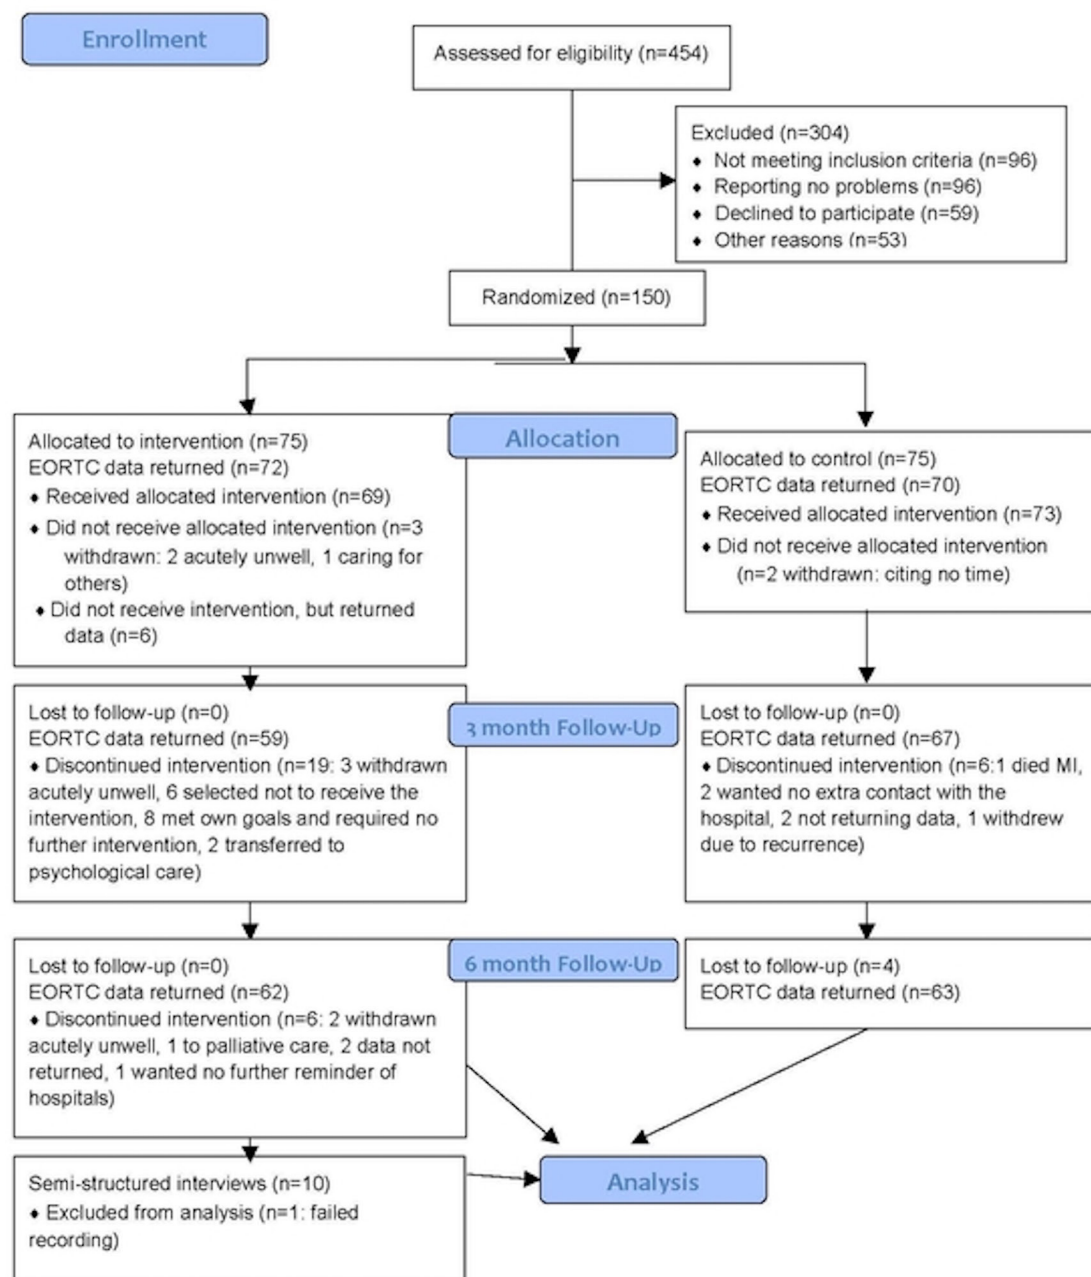 Enrollment
Assessed for eligibility (n=454)
Excluded (n=304)
♦ Not meeting inclusion criteria (n=96)
♦ Reporting no problems (n=96)
♦ Declined to participate (n=59)
♦ Other reasons (n=53)
Randomized (n=150)
Allocation
Allocated to intervention (n=75)
EORTC data returned (n=72)
♦ Received allocated intervention (n=69)
♦ Did not receive allocated intervention (n=3
withdrawn: 2 acutely unwell, 1 caring for
others)
♦ Did not receive intervention, but returned
data (n=6)
Allocated to control (n=75)
EORTC data returned (n=70)
♦ Received allocated intervention (n=73)
♦ Did not receive allocated intervention
(n=2 withdrawn: citing no time)
3 month Follow-Up
Lost to follow-up (n=0)
EORTC data returned (n=59)
♦ Discontinued intervention (n=19: 3 withdrawn
acutely unwell, 6 selected not to receive the
intervention, 8 met own goals and required no
further intervention, 2 transferred to
psychological care)
Lost to follow-up (n=0)
EORTC data returned (n=67)
♦ Discontinued intervention (n=6:1 died MI,
2 wanted no extra contact with the
hospital, 2 not returning data, 1 withdrew
due to recurrence)
6 month Follow-Up
Lost to follow-up (n=0)
EORTC data returned (n=62)
♦ Discontinued intervention (n=6: 2 withdrawn
acutely unwell, 1 to palliative care, 2 data not
returned, 1 wanted no further reminder of
hospitals)
Lost to follow-up (n=4)
EORTC data returned (n=63)
Semi-structured interviews (n=10)
♦ Excluded from analysis (n=1: failed
recording)
Analysis